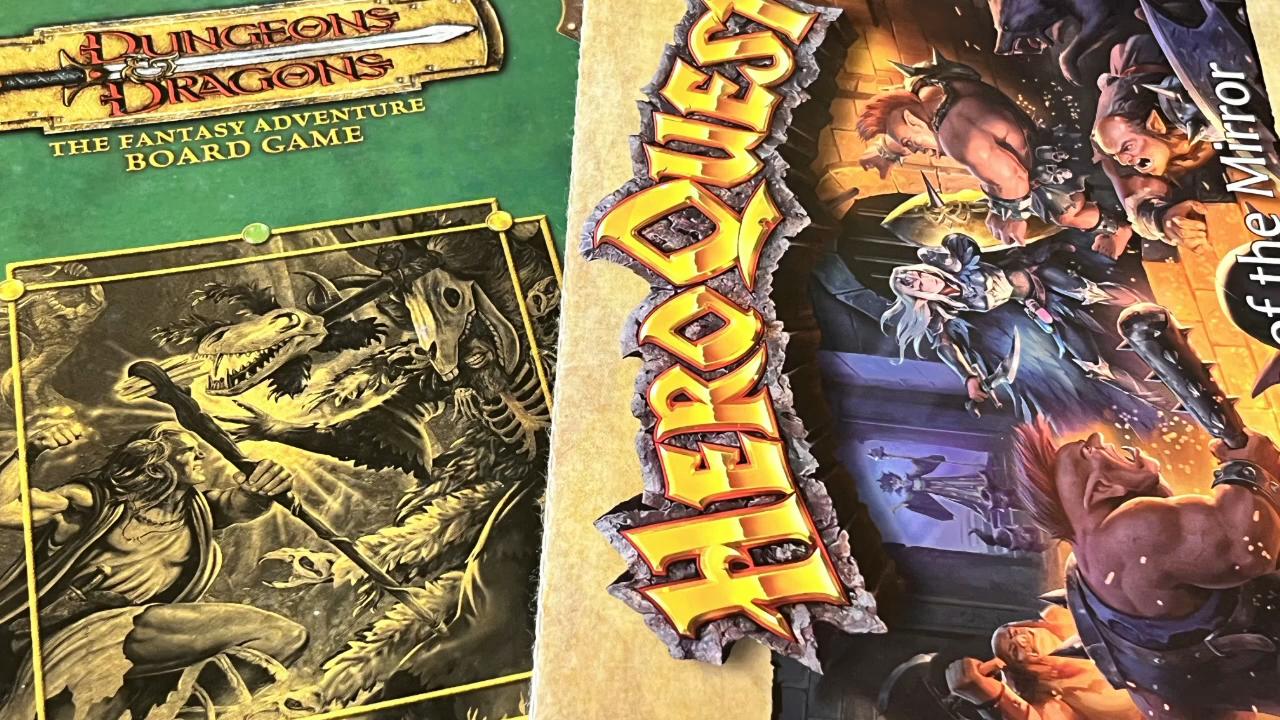 DUNGEONS
DRAGONS
THE FANTASY ADVENTURE
BOARD GAME
HEROQUEST
of the Mirror